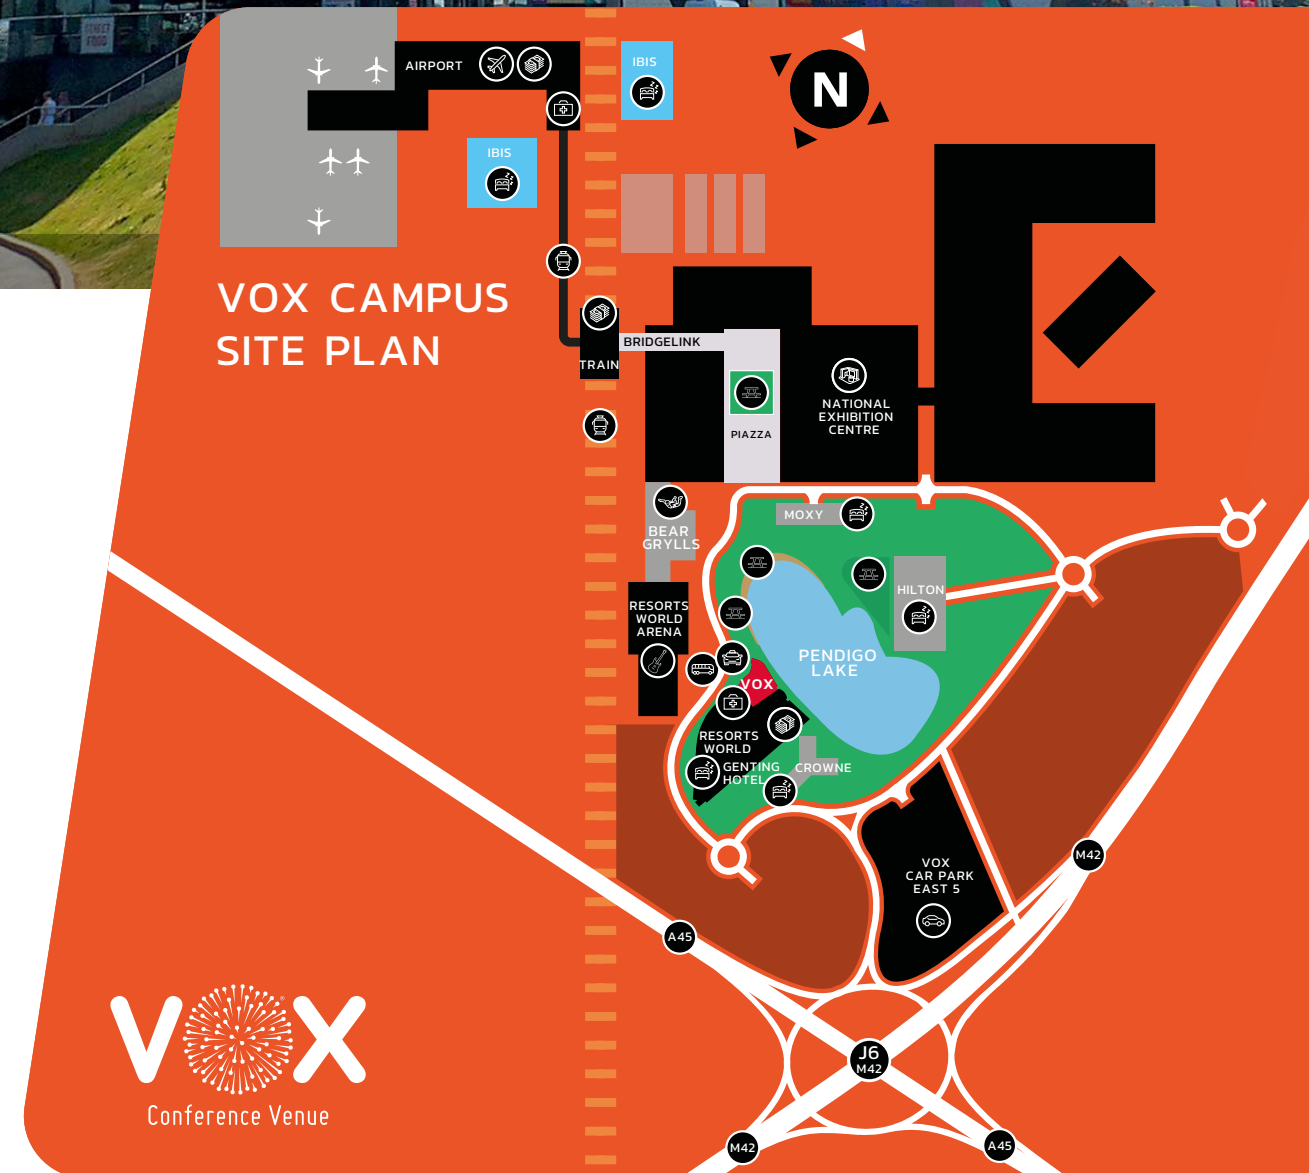 STREET
FOOD
AIRPORT
IBIS
N
IBIS
VOX CAMPUS
SITE PLAN
BRIDGELINK
TRAIN
NATIONAL
EXHIBITION
CENTRE
PIAZZA
MOXY
BEAR
GRYLLS
HILTON
RESORTS
WORLD
ARENA
PENDIGO
LAKE
VOX
RESORTS
WORLD
GENTING
HOTEL
CROWNE
VOX
CAR PARK
EAST 5
M42
A45
VOX
Conference Venue
J6
M42
M42
A45